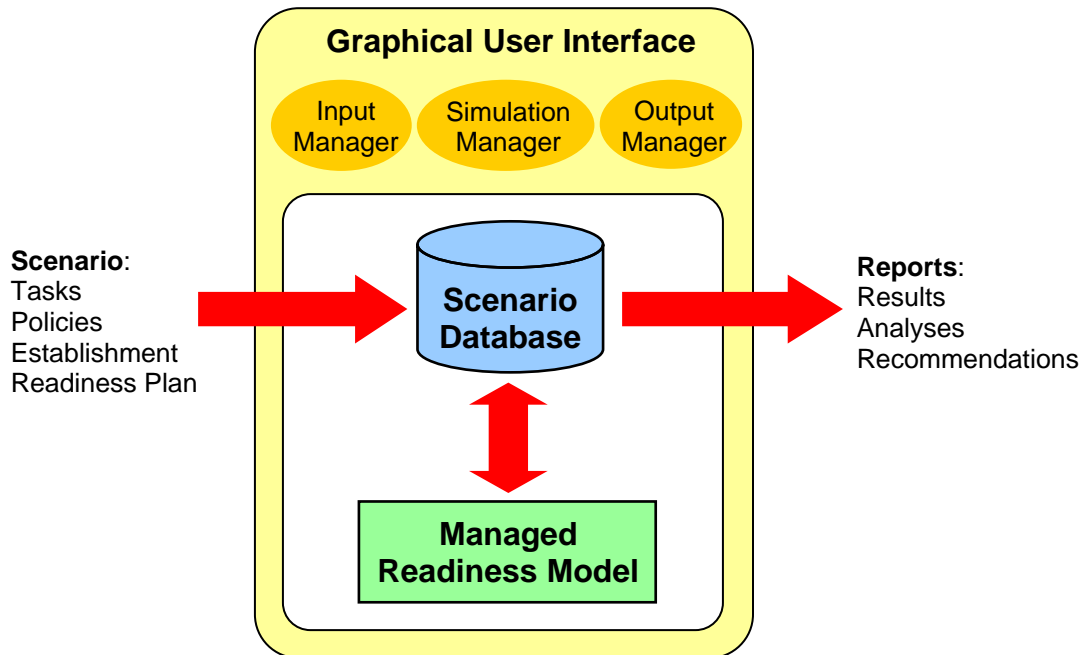 Graphical User Interface
Input
Manager
Simulation
Manager
Output
Manager
Scenario:
Tasks
Policies
Establishment
Readiness Plan
Scenario
Database
Reports:
Results
Analyses
Recommendations
Managed
Readiness Model